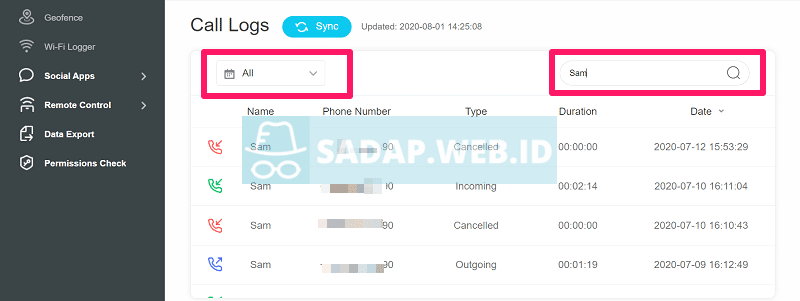 Geofence
Wi-Fi Logger
Social Apps
Remote Control
Data Export
Permissions Check
Call Logs Sync Updated: 2020-08-01 14:25:08
All Sam
Name Phone Number Type Duration Date
Sam 90 Cancelled 00:00:00 2020-07-12 15:53:29
SADAP.WEB.ID
Sam 90 Incoming 00:02:14 2020-07-10 16:11:04
Sam 90 Cancelled 00:00:00 2020-07-10 16:10:43
Sam 90 Outgoing 00:01:19 2020-07-09 16:12:49